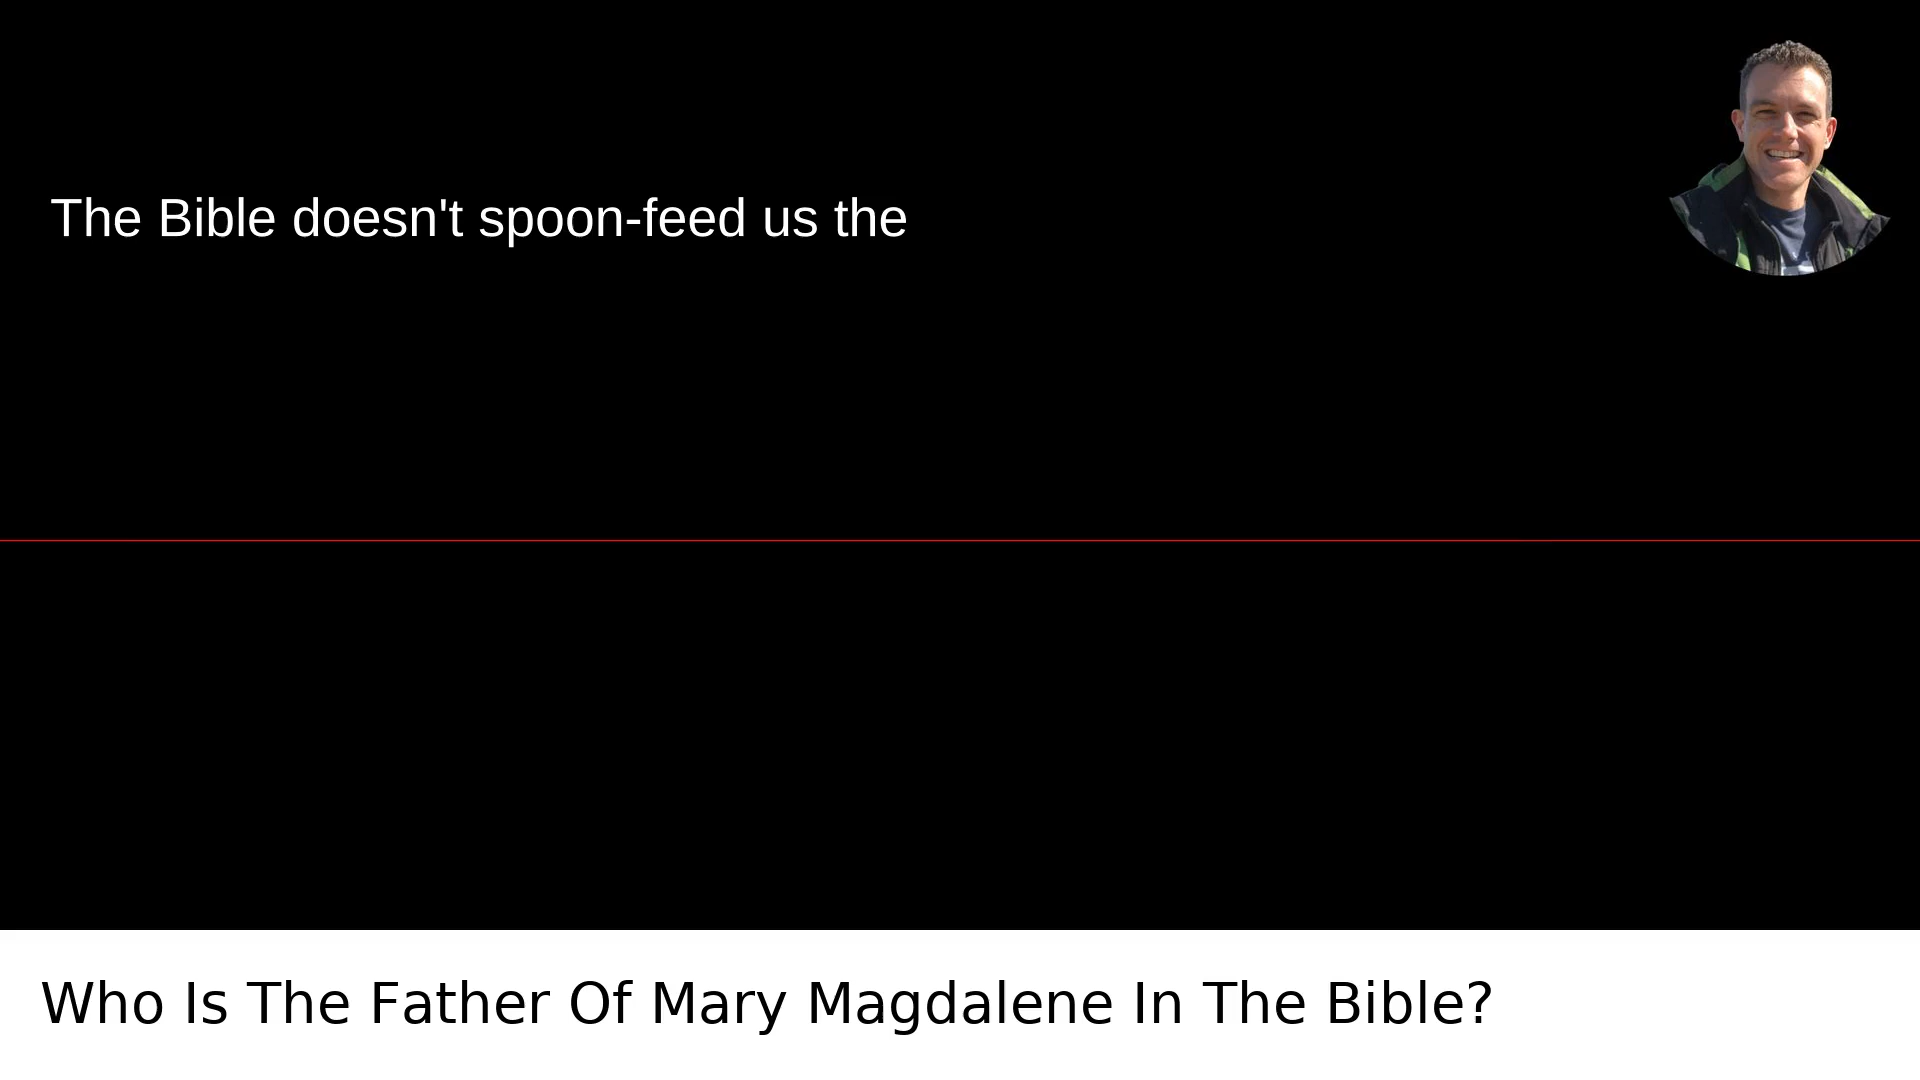 The Bible doesn't spoon-feed us the
Who Is The Father Of Mary Magdalene In The Bible?